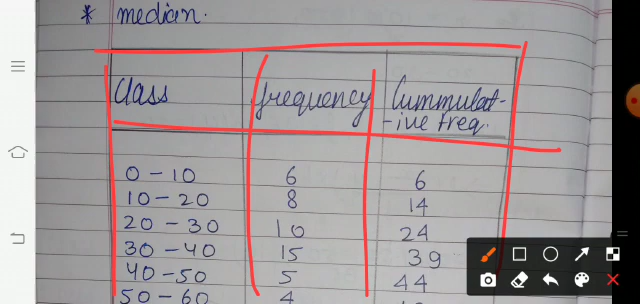 * median.
Class frequency Cummulat-
-ive freq.
0 - 10 6 6
10 - 20 8 14
20 - 30 10 24
30 - 40 15 39
40 - 50 5 44
50 - 60 4